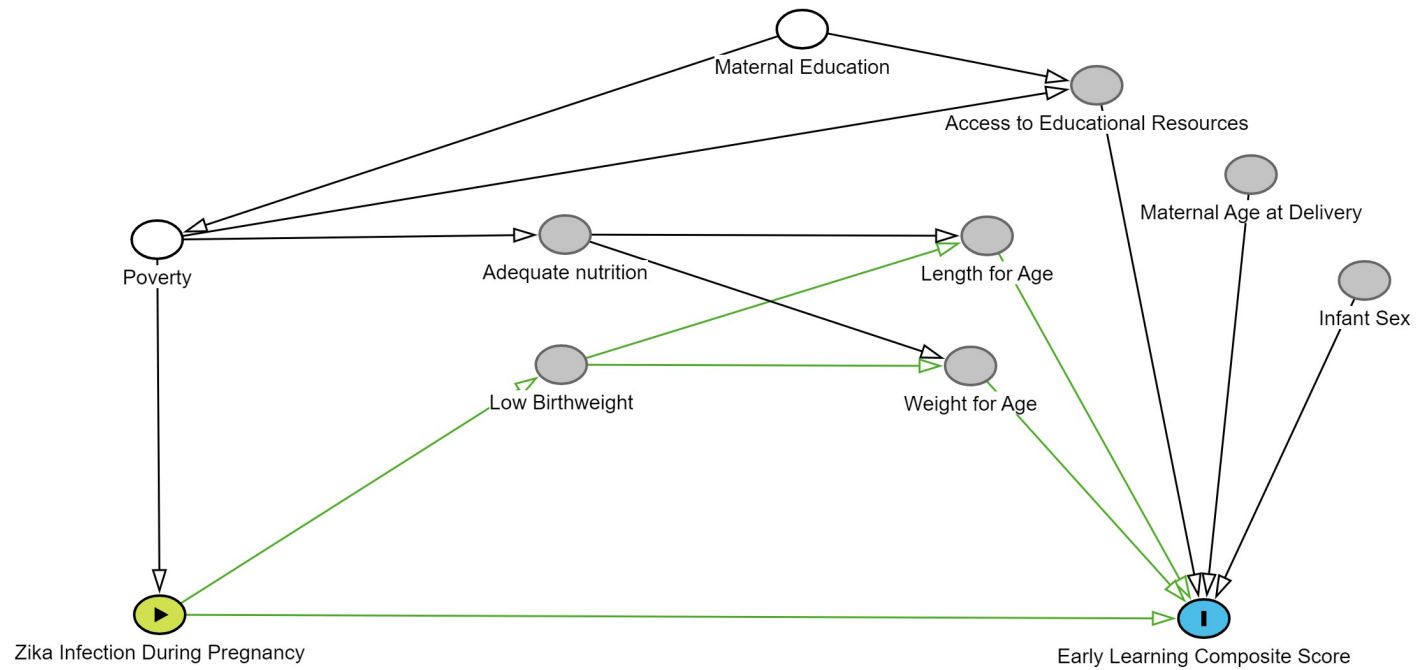 Maternal Education
Access to Educational Resources
Maternal Age at Delivery
Poverty
Adequate nutrition
Length for Age
Infant Sex
Low Birthweight
Weight for Age
Zika Infection During Pregnancy
Early Learning Composite Score